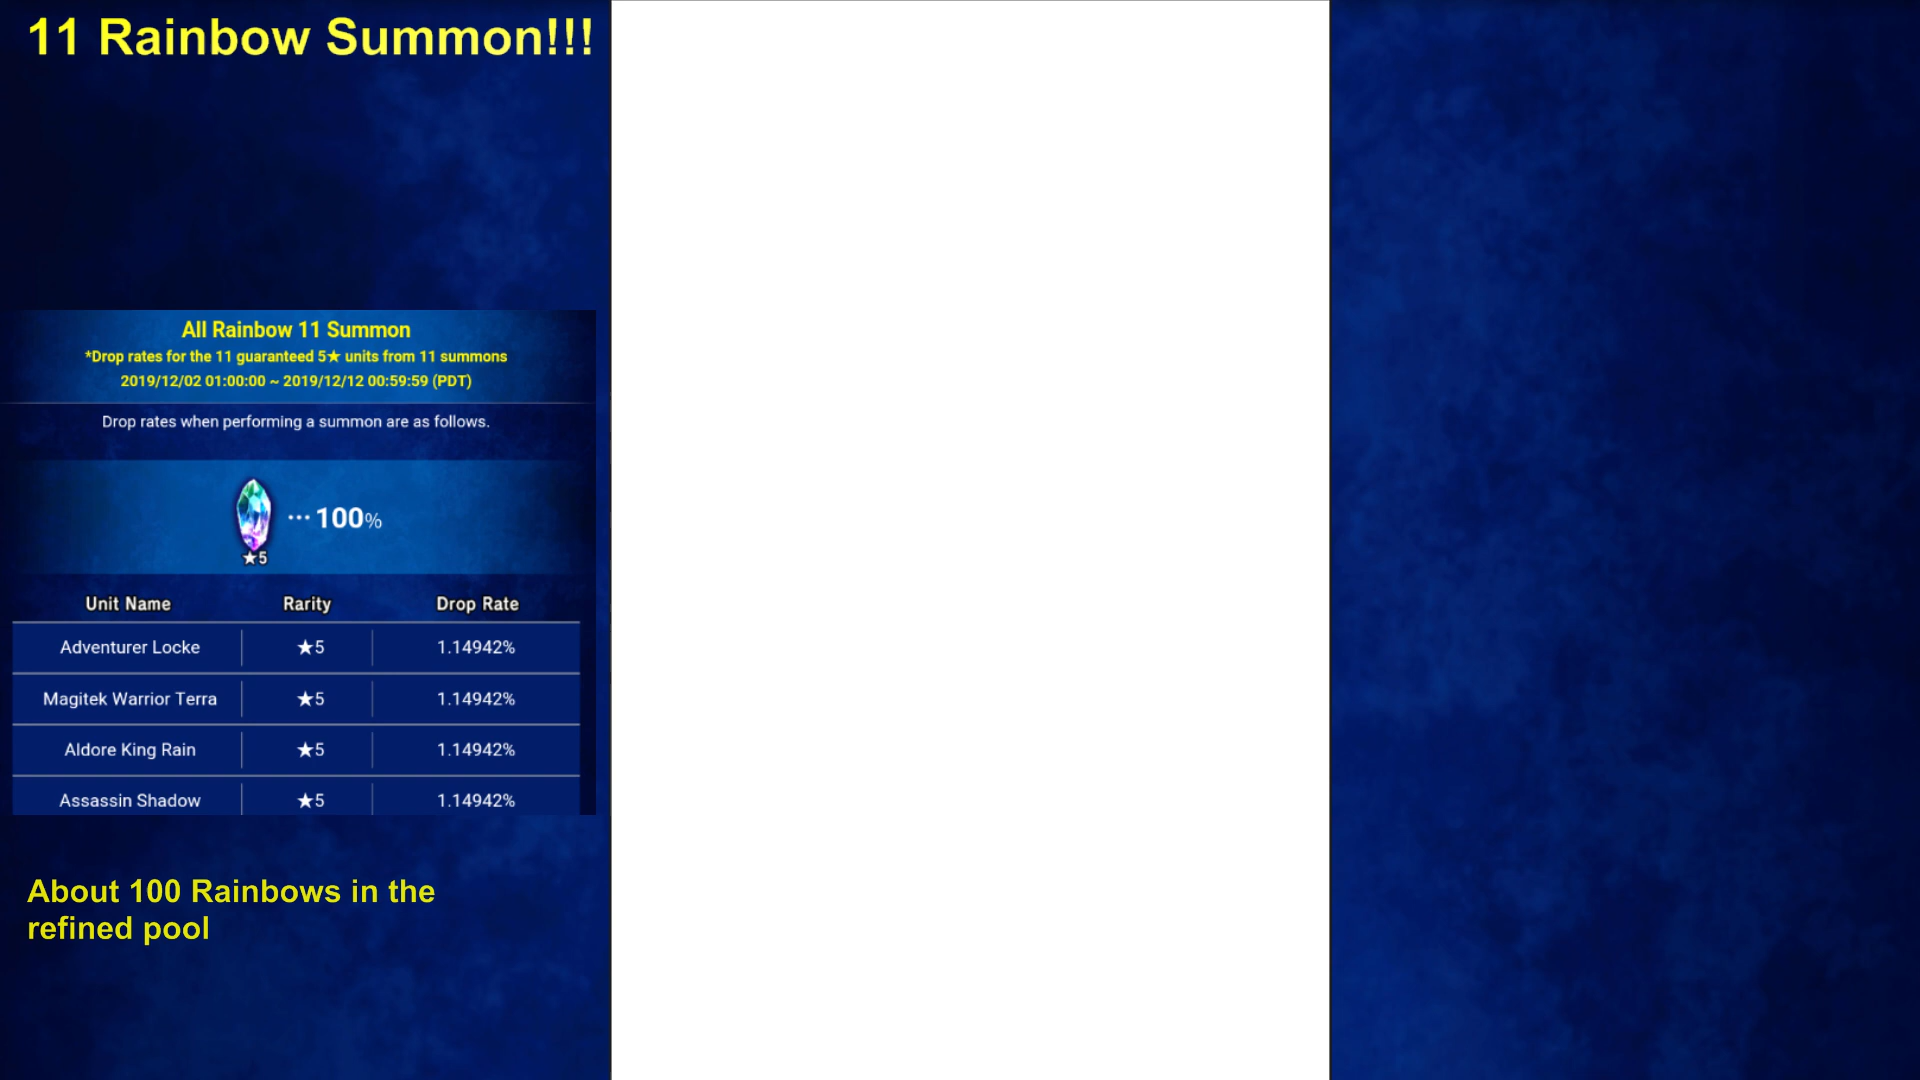 11 Rainbow Summon!!!
All Rainbow 11 Summon
*Drop rates for the 11 guaranteed 5★ units from 11 summons
2019/12/02 01:00:00 ~ 2019/12/12 00:59:59 (PDT)
Drop rates when performing a summon are as follows.
··· 100%
★5
Unit Name Rarity Drop Rate
Adventurer Locke ★5 1.14942%
Magitek Warrior Terra ★5 1.14942%
Aldore King Rain ★5 1.14942%
Assassin Shadow ★5 1.14942%
About 100 Rainbows in the
refined pool